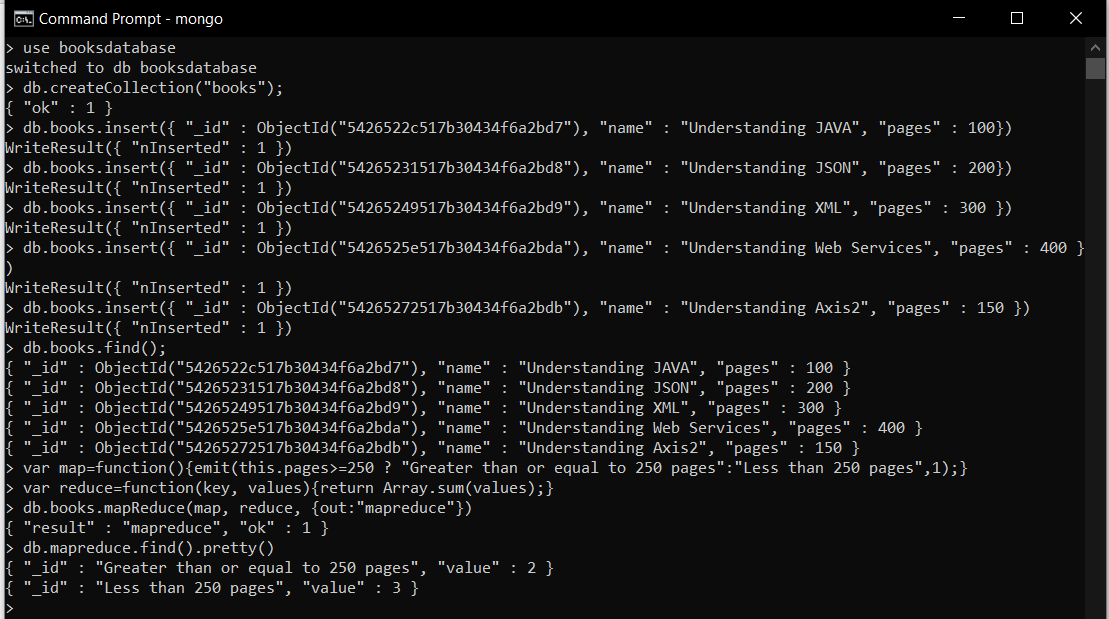 Command Prompt - mongo
> use booksdatabase
switched to db booksdatabase
> db.createCollection("books");
{ "ok" : 1 }
> db.books.insert({ "_id" : ObjectId("5426522c517b30434f6a2bd7"), "name" : "Understanding JAVA", "pages" : 100})
WriteResult({ "nInserted" : 1 })
> db.books.insert({ "_id" : ObjectId("54265231517b30434f6a2bd8"), "name" : "Understanding JSON", "pages" : 200})
WriteResult({ "nInserted" : 1 })
> db.books.insert({ "_id" : ObjectId("54265249517b30434f6a2bd9"), "name" : "Understanding XML", "pages" : 300 })
WriteResult({ "nInserted" : 1 })
> db.books.insert({ "_id" : ObjectId("5426525e517b30434f6a2bda"), "name" : "Understanding Web Services", "pages" : 400 }
)
WriteResult({ "nInserted" : 1 })
> db.books.insert({ "_id" : ObjectId("54265272517b30434f6a2bdb"), "name" : "Understanding Axis2", "pages" : 150 })
WriteResult({ "nInserted" : 1 })
> db.books.find();
{ "_id" : ObjectId("5426522c517b30434f6a2bd7"), "name" : "Understanding JAVA", "pages" : 100 }
{ "_id" : ObjectId("54265231517b30434f6a2bd8"), "name" : "Understanding JSON", "pages" : 200 }
{ "_id" : ObjectId("54265249517b30434f6a2bd9"), "name" : "Understanding XML", "pages" : 300 }
{ "_id" : ObjectId("5426525e517b30434f6a2bda"), "name" : "Understanding Web Services", "pages" : 400 }
{ "_id" : ObjectId("54265272517b30434f6a2bdb"), "name" : "Understanding Axis2", "pages" : 150 }
> var map=function(){emit(this.pages>=250 ? "Greater than or equal to 250 pages":"Less than 250 pages",1);}
> var reduce=function(key, values){return Array.sum(values);}
> db.books.mapReduce(map, reduce, {out:"mapreduce"})
{ "result" : "mapreduce", "ok" : 1 }
> db.mapreduce.find().pretty()
{ "_id" : "Greater than or equal to 250 pages", "value" : 2 }
{ "_id" : "Less than 250 pages", "value" : 3 }
>